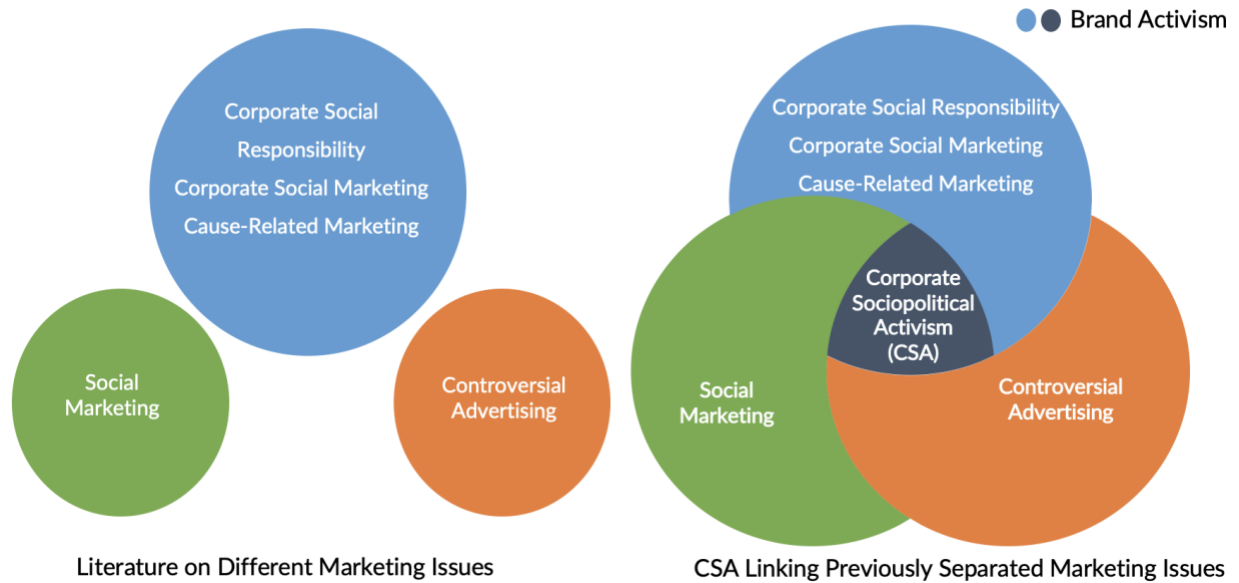 Corporate Social
Responsibility
Corporate Social Marketing
Cause-Related Marketing
Social
Marketing
Controversial
Advertising
Literature on Different Marketing Issues
Brand Activism
Corporate Social Responsibility
Corporate Social Marketing
Cause-Related Marketing
Corporate
Sociopolitical
Activism
(CSA)
Social
Marketing
Controversial
Advertising
CSA Linking Previously Separated Marketing Issues